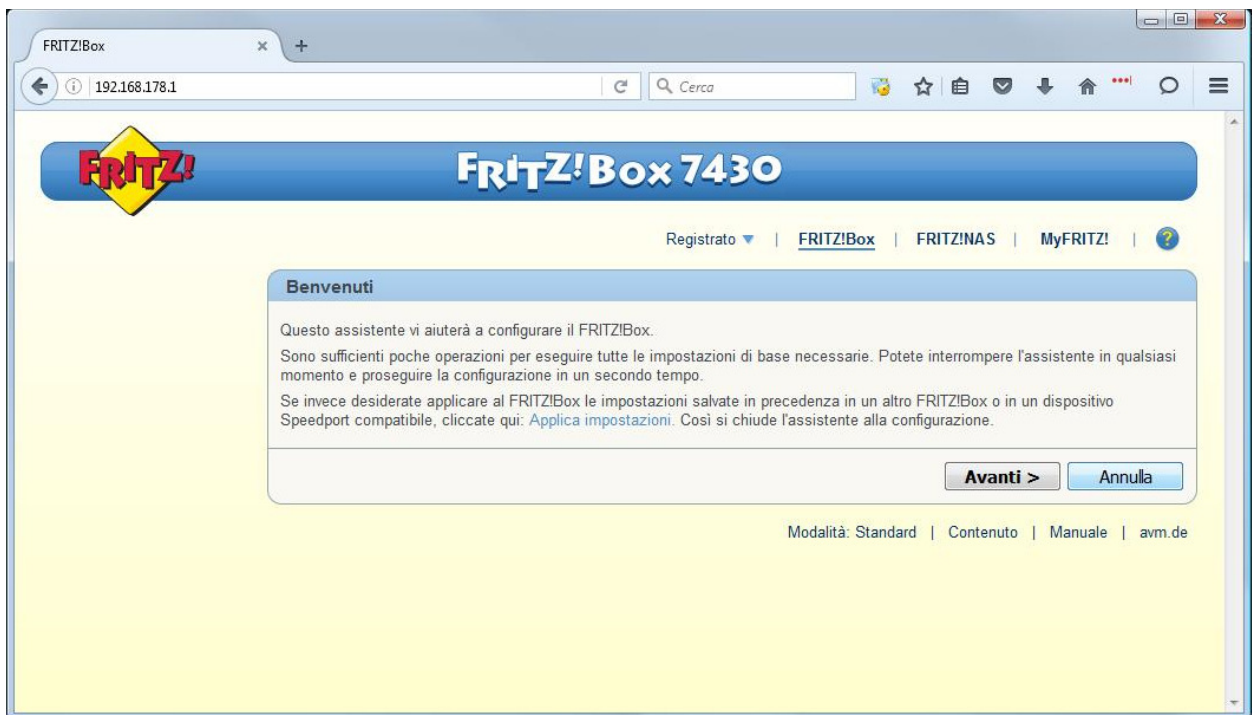 FRITZ!Box
192.168.178.1
Cerca
FRITZ!
FRITZ!Box 7430
Registrato | FRITZ!Box | FRITZ!NAS | MyFRITZ! | ?
Benvenuti
Questo assistente vi aiuterà a configurare il FRITZ!Box.
Sono sufficienti poche operazioni per eseguire tutte le impostazioni di base necessarie. Potete interrompere l'assistente in qualsiasi
momento e proseguire la configurazione in un secondo tempo.
Se invece desiderate applicare al FRITZ!Box le impostazioni salvate in precedenza in un altro FRITZ!Box o in un dispositivo
Speedport compatibile, cliccate qui: Applica impostazioni. Così si chiude l'assistente alla configurazione.
Avanti > Annulla
Modalità: Standard | Contenuto | Manuale | avm.de